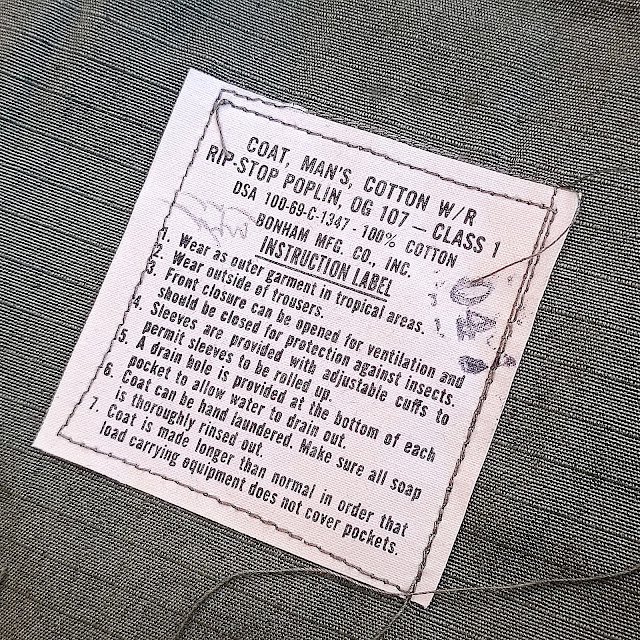 COAT, MAN'S, COTTON W/R
RIP-STOP POPLIN, OG 107 — CLASS 1
DSA 100-69-C-1347 - 100% COTTON
BONHAM MFG. CO, INC.
INSTRUCTION LABEL
1. Wear as outer garment in tropical areas.
2. Wear outside of trousers.
3. Front closure can be opened for ventilation and
should be closed for protection against insects.
4. Sleeves are provided with adjustable cuffs to
permit sleeves to be rolled up.
5. A drain hole is provided at the bottom of each
pocket to allow water to drain out.
6. Coat can be hand laundered. Make sure all soap
is thoroughly rinsed out.
7. Coat is made longer than normal in order that
load carrying equipment does not cover pockets.